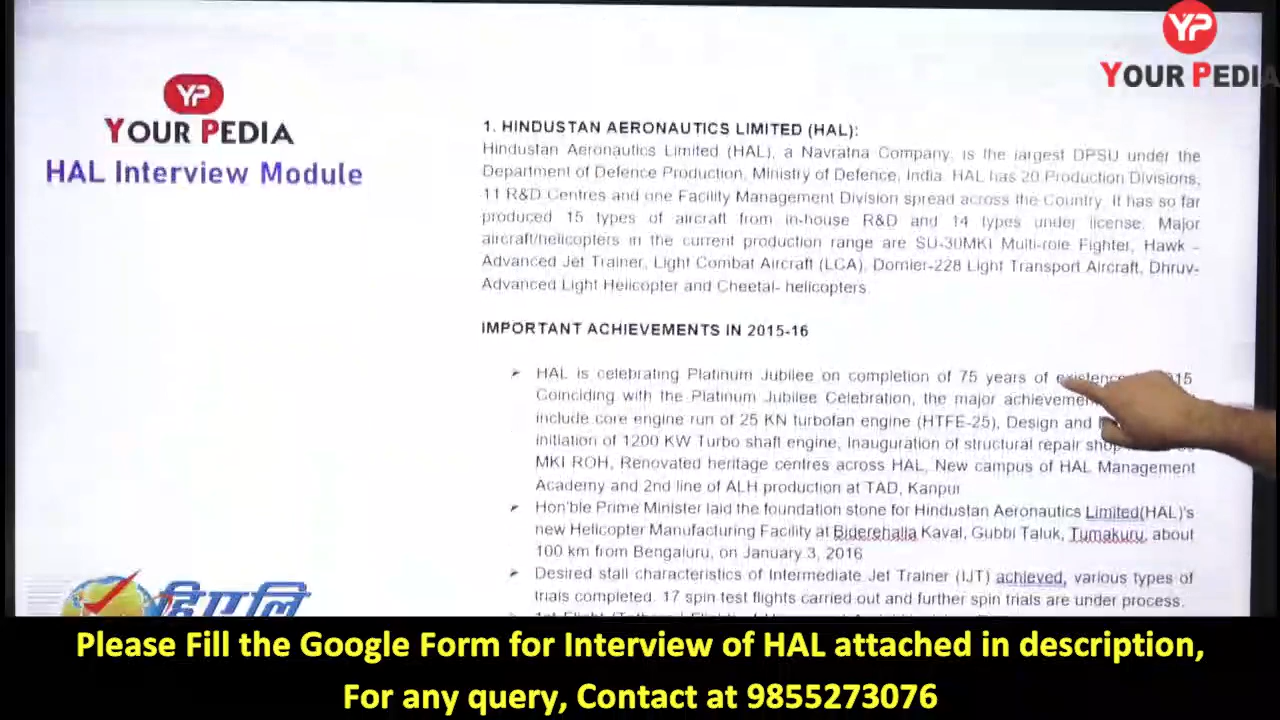 YP
YOUR PEDIA
YP
YOUR PEDIA
HAL Interview Module
1. HINDUSTAN AERONAUTICS LIMITED (HAL):
Hindustan Aeronautics Limited (HAL), a Navratna Company, is the largest DPSU under the
Department of Defence Production, Ministry of Defence, India. HAL has 20 Production Divisions,
11 R&D Centres and one Facility Management Division spread across the Country. It has so far
produced 15 types of aircraft from in-house R&D and 14 types under license. Major
aircraft/helicopters in the current production range are SU-30MKI Multi-role Fighter, Hawk -
Advanced Jet Trainer, Light Combat Aircraft (LCA), Dornier-228 Light Transport Aircraft, Dhruv-
Advanced Light Helicopter and Cheetal- helicopters.
IMPORTANT ACHIEVEMENTS IN 2015-16
➢ HAL is celebrating Platinum Jubilee on completion of 75 years of existence
Coinciding with the Platinum Jubilee Celebration, the major
include core engine run of 25 KN turbofan engine (HTFE-25), Design and
initiation of 1200 KW Turbo shaft engine, Inauguration of structural repair shop
MKI ROH, Renovated heritage centres across HAL, New campus of HAL Management
Academy and 2nd line of ALH production at TAD, Kanpur
➢ Hon'ble Prime Minister laid the foundation stone for Hindustan Aeronautics Limited(HAL)'s
new Helicopter Manufacturing Facility at Biderehalla Kaval, Gubbi Taluk, Tumakuru, about
100 km from Bengaluru, on January 3, 2016
➢ Desired stall characteristics of Intermediate Jet Trainer (IJT) achieved, various types of
trials completed. 17 spin test flights carried out and further spin trials are under process.
Please Fill the Google Form for Interview of HAL attached in description,
For any query, Contact at 9855273076